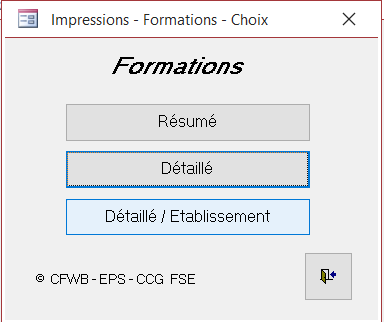 Impressions - Formations - Choix
Formations
Résumé
Détaillé
Détaillé / Etablissement
© CFWB - EPS - CCG FSE